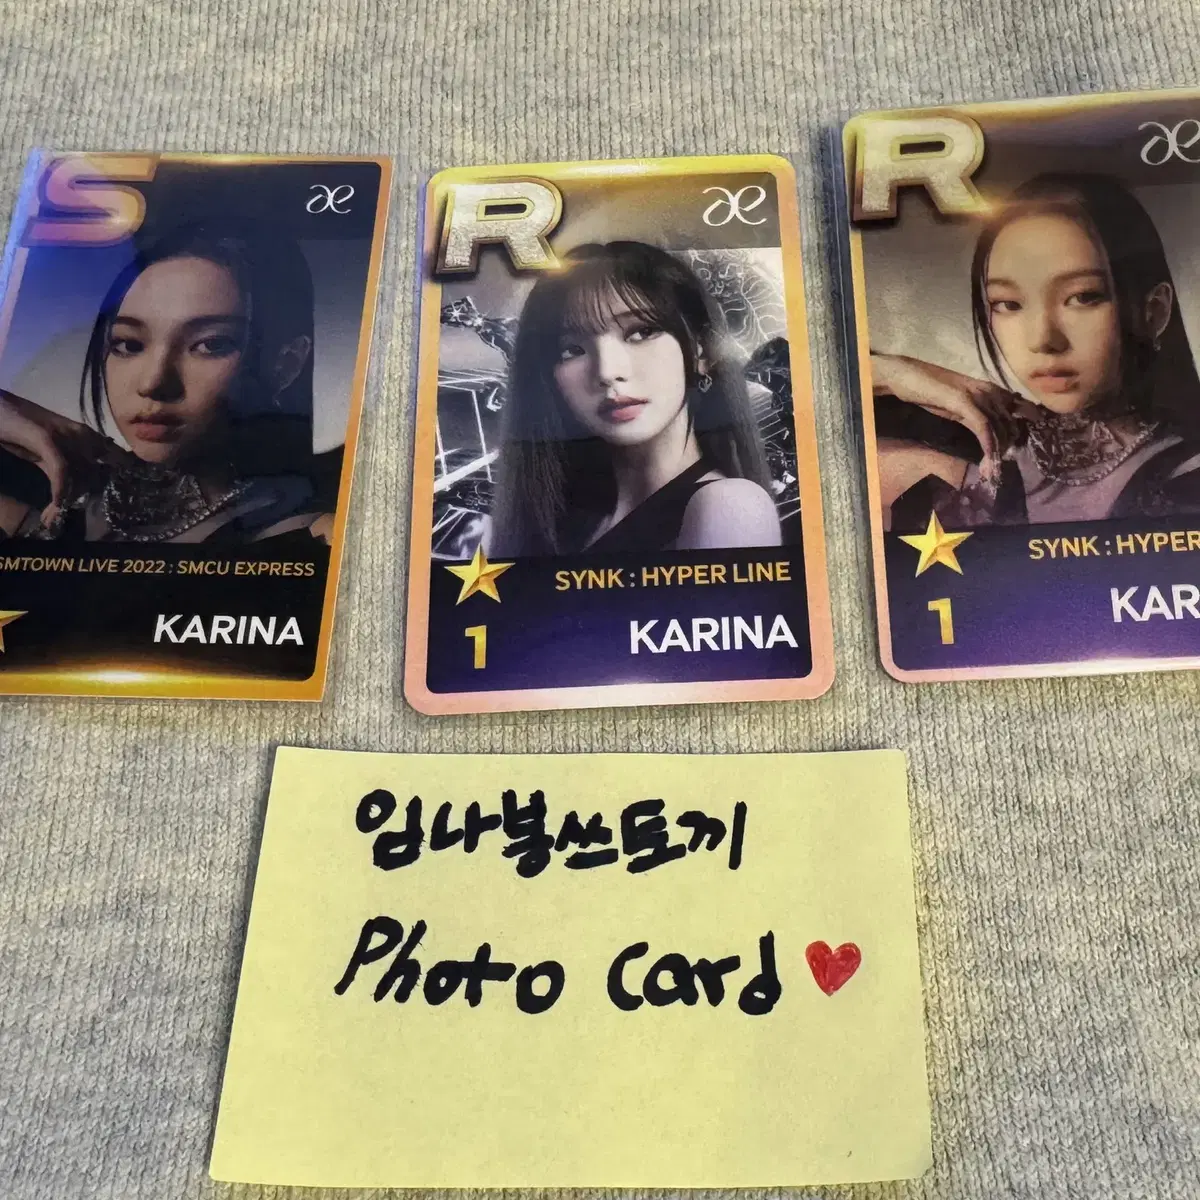 S
æ
SMTOWN LIVE 2022 : SMCU EXPRESS
KARINA
R
æ
SYNK : HYPER LINE
1
KARINA
R
æ
SYNK : HYPER
1
KAR
임나봉쓰토끼
Photo card ♥